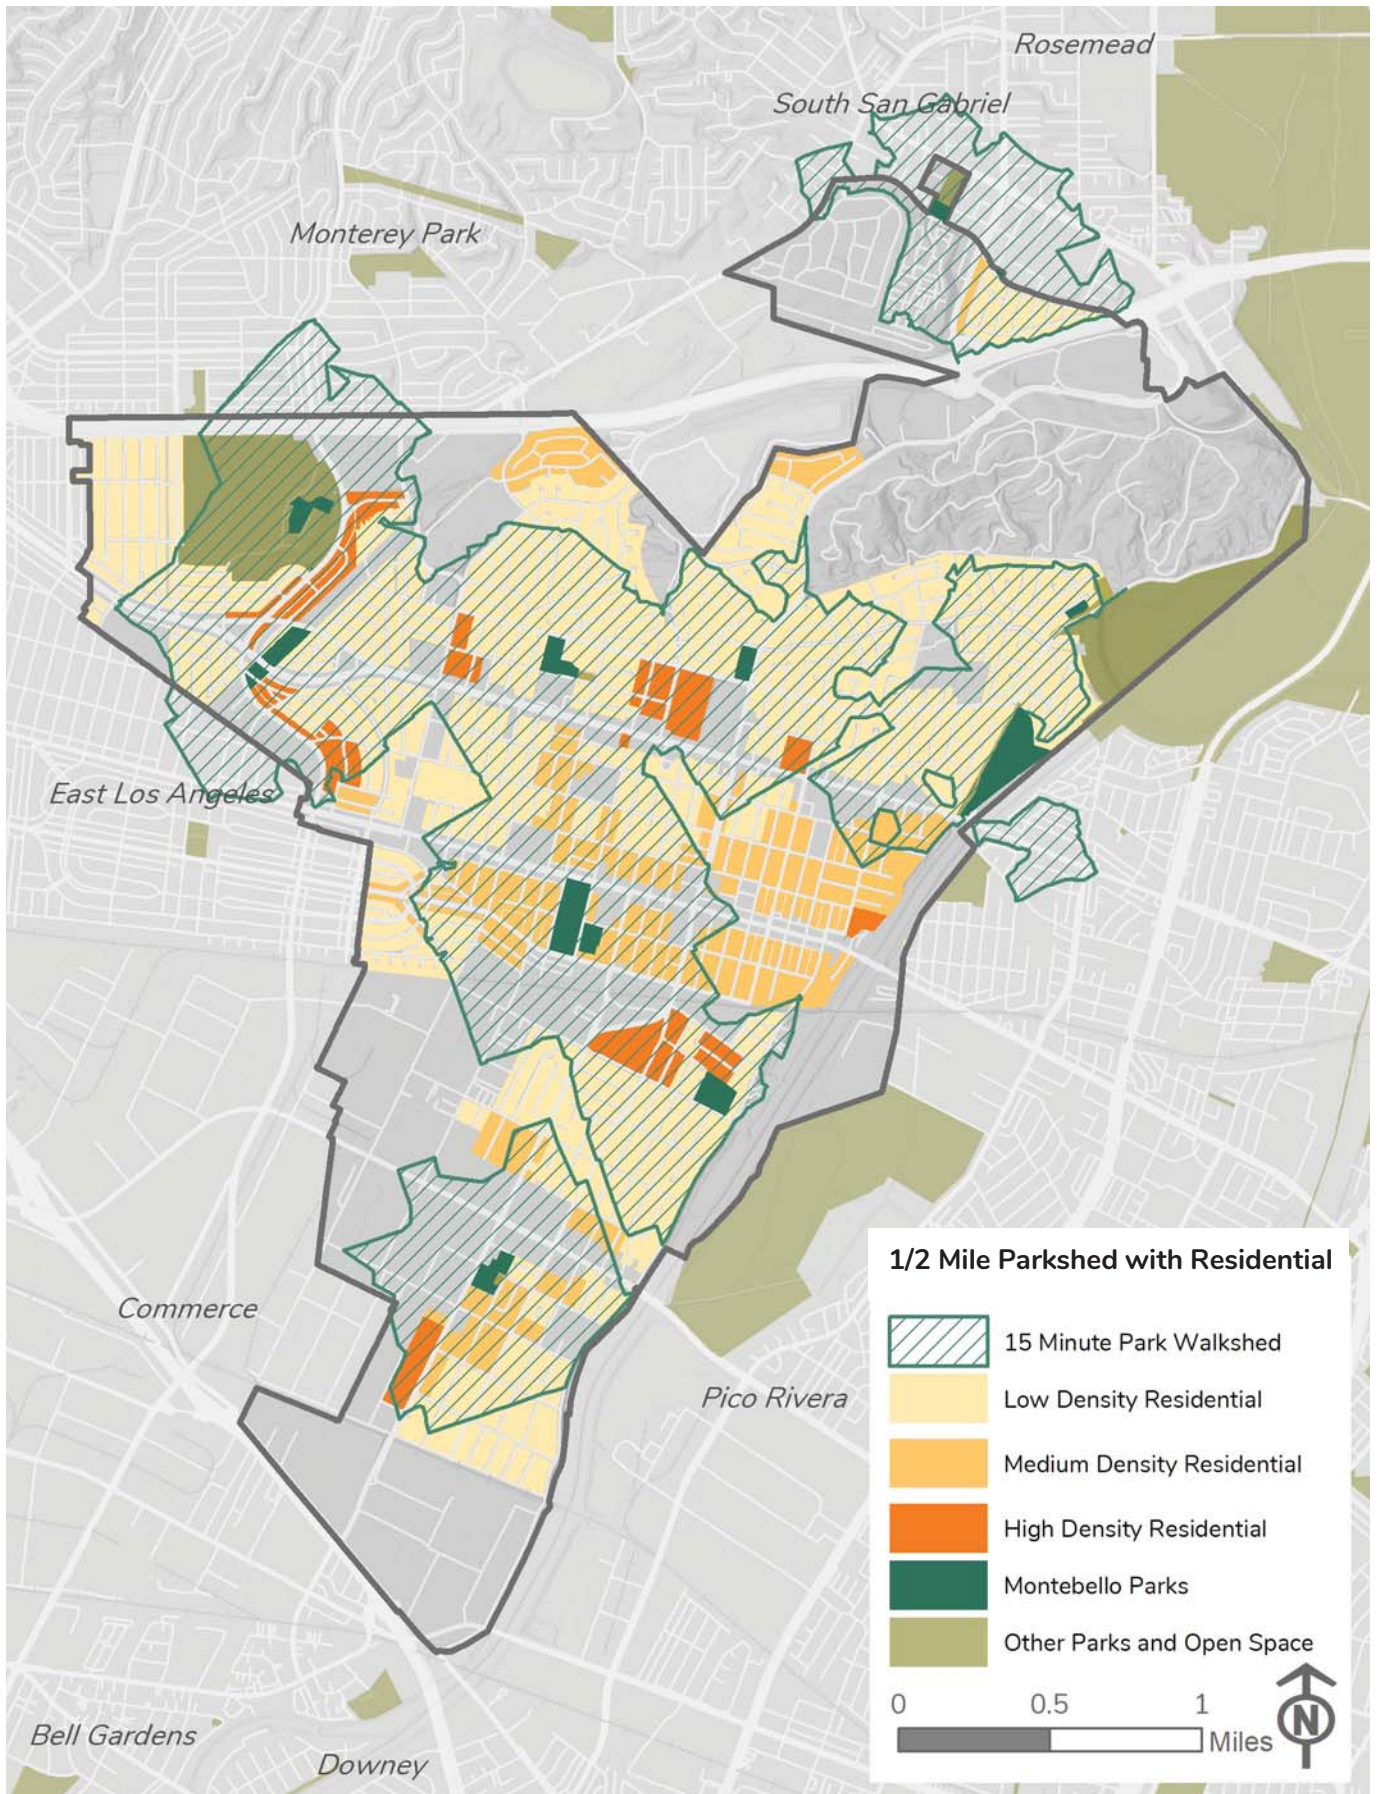 Rosemead
South San Gabriel
Monterey Park
East Los Angeles
Commerce
Pico Rivera
Bell Gardens
Downey
1/2 Mile Parkshed with Residential
15 Minute Park Walkshed
Low Density Residential
Medium Density Residential
High Density Residential
Montebello Parks
Other Parks and Open Space
0 0.5 1
Miles
N